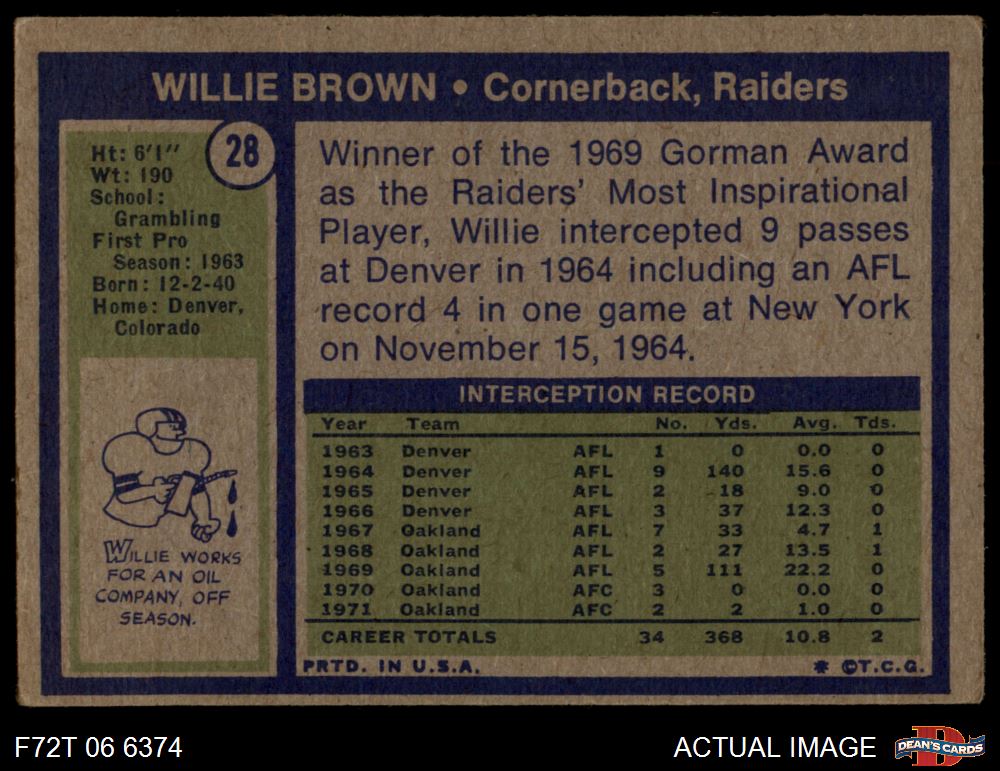 WILLIE BROWN • Cornerback, Raiders
28
Ht: 6'1"
Wt: 190
School:
Grambling
First Pro
Season: 1963
Born: 12-2-40
Home: Denver,
Colorado
WILLIE WORKS
FOR AN OIL
COMPANY, OFF
SEASON.
Winner of the 1969 Gorman Award
as the Raiders' Most Inspirational
Player, Willie intercepted 9 passes
at Denver in 1964 including an AFL
record 4 in one game at New York
on November 15, 1964.
INTERCEPTION RECORD
Year Team No. Yds. Avg. Tds.
1963 Denver AFL 1 0 0.0 0
1964 Denver AFL 9 140 15.6 0
1965 Denver AFL 2 18 9.0 0
1966 Denver AFL 3 37 12.3 0
1967 Oakland AFL 7 33 4.7 1
1968 Oakland AFL 2 27 13.5 1
1969 Oakland AFL 5 111 22.2 0
1970 Oakland AFC 3 0 0.0 0
1971 Oakland AFC 2 2 1.0 0
CAREER TOTALS 34 368 10.8 2
PRTD. IN U.S.A. * ©T.C.G.
F72T 06 6374 ACTUAL IMAGE
D
DEAN'S CARDS